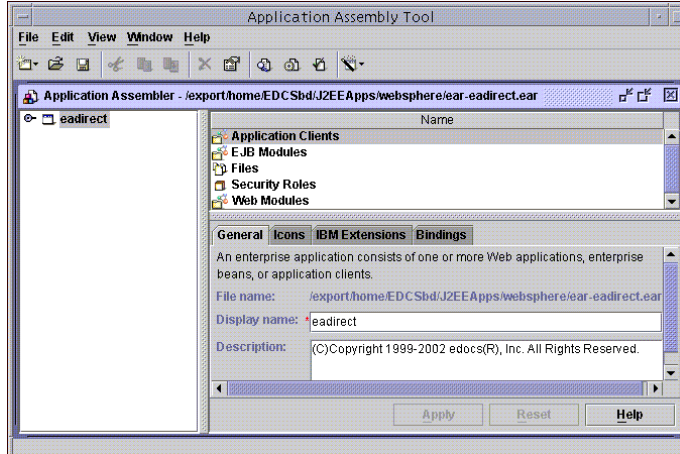 Application Assembly Tool
File Edit View Window Help
Application Assembler - /export/home/EDCSbd/J2EEApps/websphere/ear-eadirect.ear
eadirect
Name
Application Clients
EJB Modules
Files
Security Roles
Web Modules
General Icons IBM Extensions Bindings
An enterprise application consists of one or more Web applications, enterprise
beans, or application clients.
File name: /export/home/EDCSbd/J2EEApps/websphere/ear-eadirect.ear
Display name: *eadirect
Description: (C)Copyright 1999-2002 edocs(R), Inc. All Rights Reserved.
Apply Reset Help